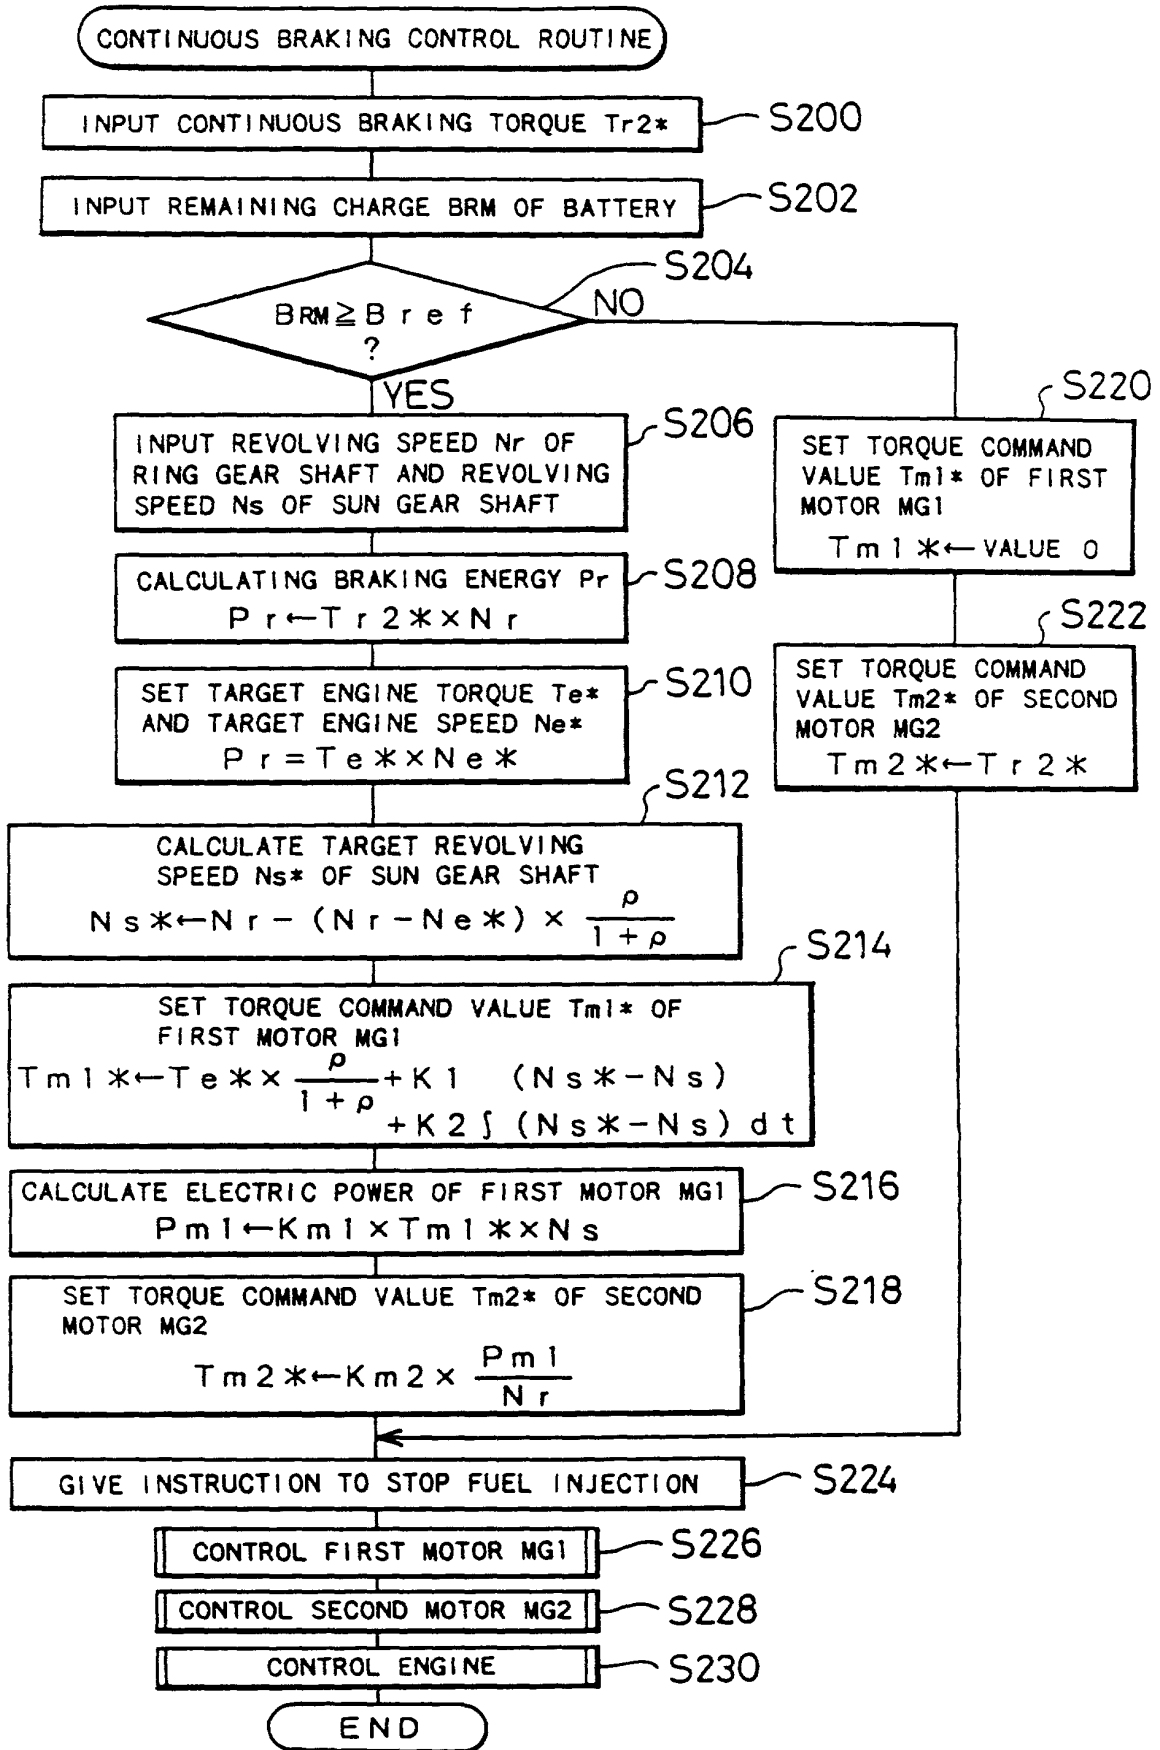 CONTINUOUS BRAKING CONTROL ROUTINE
INPUT CONTINUOUS BRAKING TORQUE Tr2*
S200
INPUT REMAINING CHARGE BRM OF BATTERY
S202
S204
BRM≧Bref
?
NO
YES
INPUT REVOLVING SPEED Nr OF
RING GEAR SHAFT AND REVOLVING
SPEED Ns OF SUN GEAR SHAFT
S206
CALCULATING BRAKING ENERGY Pr
Pr←Tr2*×Nr
S208
SET TARGET ENGINE TORQUE Te*
AND TARGET ENGINE SPEED Ne*
Pr=Te*×Ne*
S210
S212
CALCULATE TARGET REVOLVING
SPEED Ns* OF SUN GEAR SHAFT
Ns*←Nr-(Nr-Ne*)× ρ/1+ρ
S214
SET TORQUE COMMAND VALUE Tm1* OF
FIRST MOTOR MG1
Tm1*←Te*× ρ/1+ρ +K1 (Ns*-Ns)
+K2∫(Ns*-Ns)dt
CALCULATE ELECTRIC POWER OF FIRST MOTOR MG1
Pm1←Km1×Tm1*×Ns
S216
SET TORQUE COMMAND VALUE Tm2* OF SECOND
MOTOR MG2
Tm2*←Km2× Pm1/Nr
S218
S220
SET TORQUE COMMAND
VALUE Tm1* OF FIRST
MOTOR MG1
Tm1*←VALUE 0
S222
SET TORQUE COMMAND
VALUE Tm2* OF SECOND
MOTOR MG2
Tm2*←Tr2*
GIVE INSTRUCTION TO STOP FUEL INJECTION
S224
CONTROL FIRST MOTOR MG1
S226
CONTROL SECOND MOTOR MG2
S228
CONTROL ENGINE
S230
END